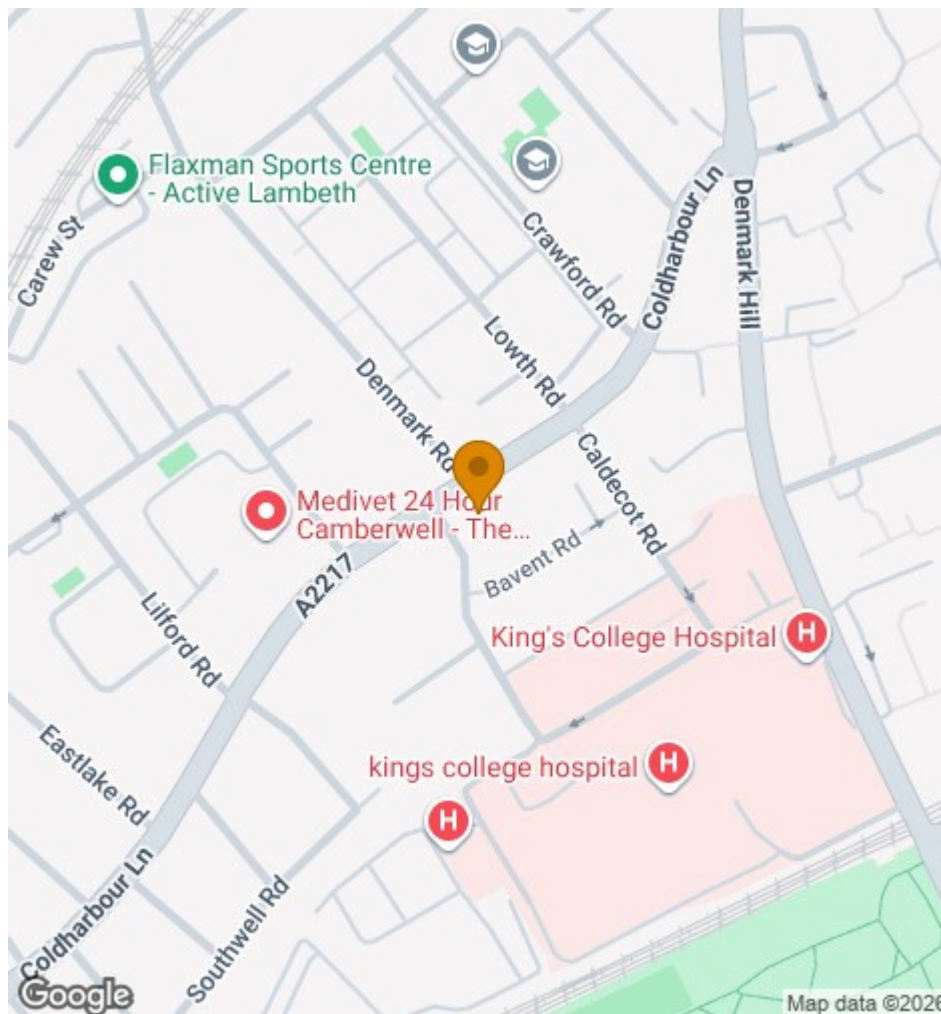 Flaxman Sports Centre
- Active Lambeth
Carew St
Crawford Rd
Coldharbour Ln
Denmark Hill
Lowth Rd
Denmark Rd
Caldecot Rd
Medivet 24 Hour
Camberwell - The...
Bavent Rd
A2217
Lilford Rd
King's College Hospital
H
kings college hospital
H
H
Eastlake Rd
Coldharbour Ln
Southwell Rd
Google
Map data ©2026